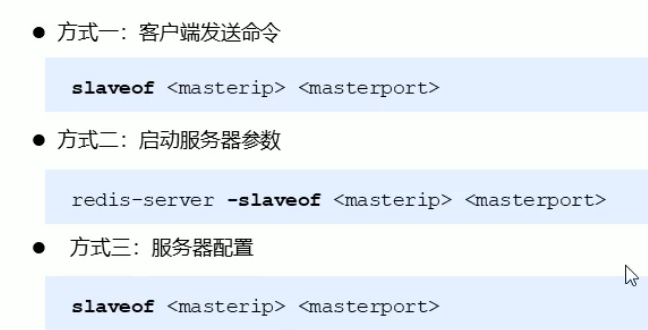 ● 方式一：客户端发送命令
slaveof <masterip> <masterport>
● 方式二：启动服务器参数
redis-server -slaveof <masterip> <masterport>
● 方式三：服务器配置
slaveof <masterip> <masterport>